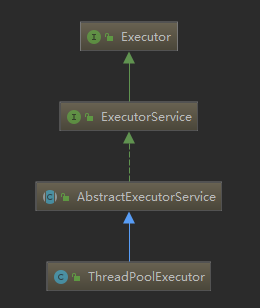 I Executor
I ExecutorService
C AbstractExecutorService
C ThreadPoolExecutor